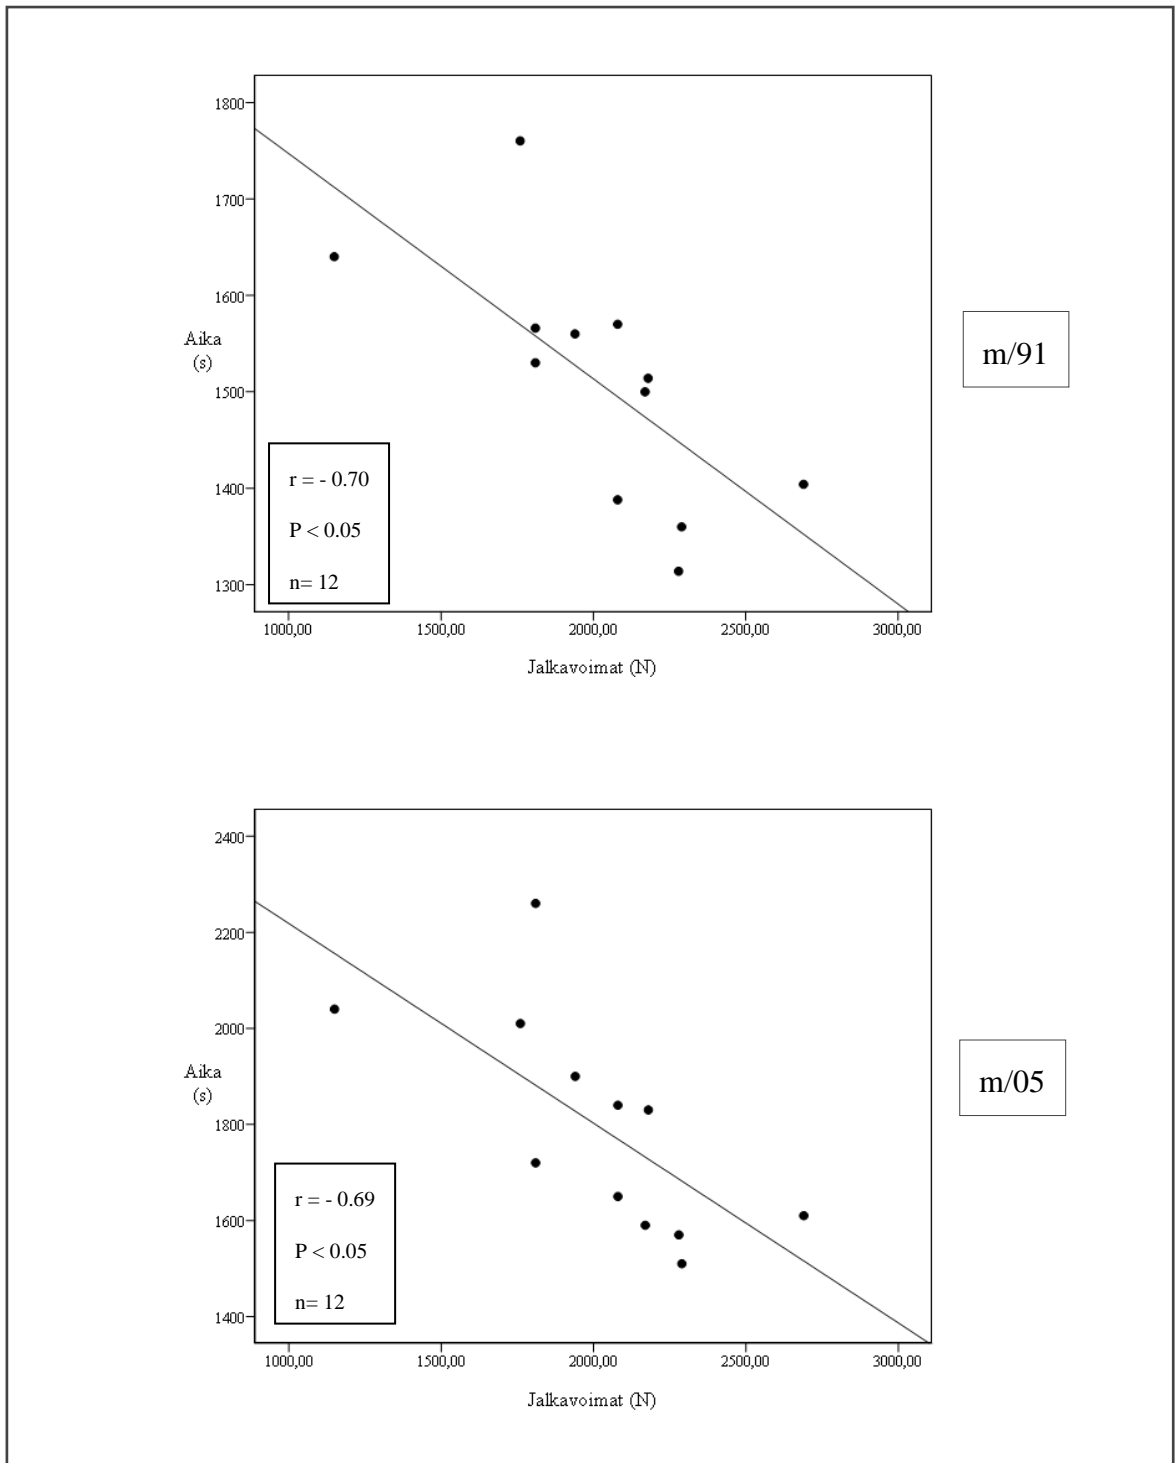 1800
1700
1600
Aika
(s)
1500
1400
1300
r = - 0.70
P < 0.05
n= 12
1000,00 1500,00 2000,00 2500,00 3000,00
Jalkavoimat (N)
m/91
2400
2200
2000
Aika
(s)
1800
1600
1400
r = - 0.69
P < 0.05
n= 12
1000,00 1500,00 2000,00 2500,00 3000,00
Jalkavoimat (N)
m/05